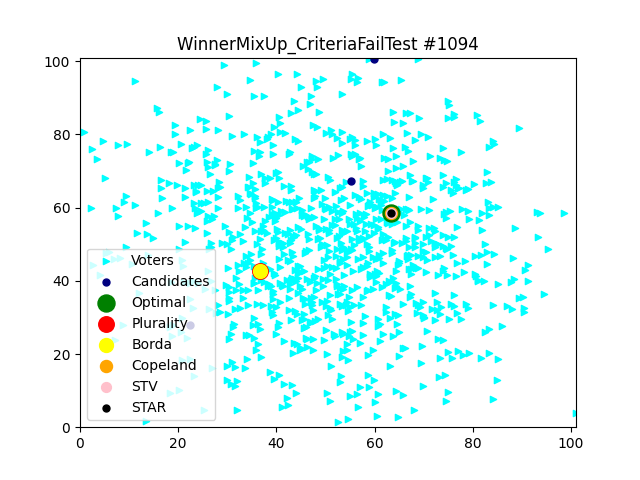 WinnerMixUp_CriteriaFailTest #1094
100
80
60
40
20
0
Voters
Candidates
Optimal
Plurality
Borda
Copeland
STV
STAR
0 20 40 60 80 100